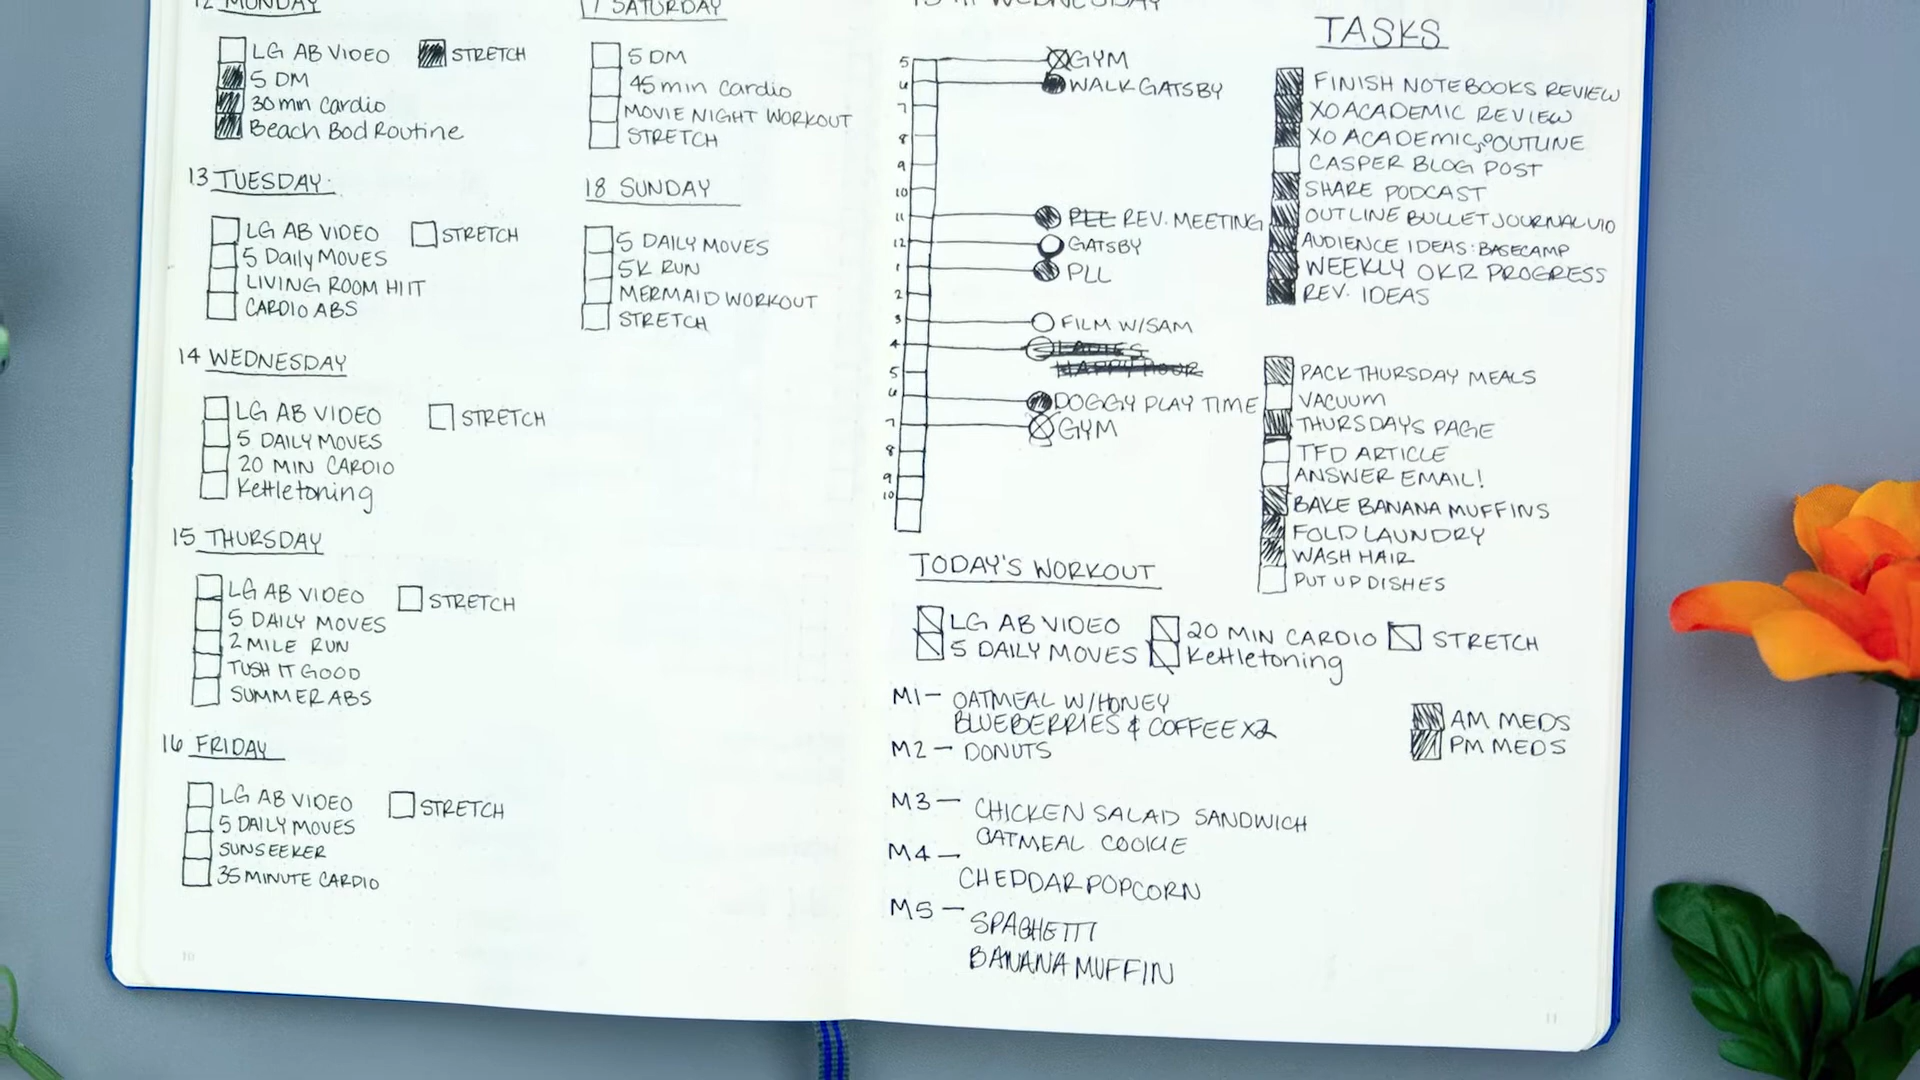 12 MONDAY
LG AB VIDEO STRETCH
5 DM
30 min Cardio
Beach Bod Routine
13 TUESDAY
LG AB VIDEO STRETCH
5 Daily MOVES
LIVING ROOM HIIT
CARDIO ABS
14 WEDNESDAY
LG AB VIDEO STRETCH
5 DAILY MOVES
20 MIN CARDIO
Kettletoning
15 THURSDAY
LG AB VIDEO STRETCH
5 DAILY MOVES
2 MILE RUN
TUSH IT GOOD
SUMMER ABS
16 FRIDAY
LG AB VIDEO STRETCH
5 DAILY MOVES
SUNSEEKER
35 MINUTE CARDIO
10
17 SATURDAY
5 DM
45 min Cardio
MOVIE NIGHT WORKOUT
STRETCH
18 SUNDAY
5 DAILY MOVES
5K RUN
MERMAID WORKOUT
STRETCH
WEDNESDAY
5 GYM
6 WALK GATSBY
7
8
9
10
11 PLL REV. MEETING
12 GATSBY
1 PLL
2
3 FILM W/SAM
4 LADIES
HAPPY HOUR
5
6 DOGGY PLAY TIME
7 GYM
8
9
10
TASKS
FINISH NOTEBOOKS REVIEW
XO ACADEMIC REVIEW
XO ACADEMICS OUTLINE
CASPER BLOG POST
SHARE PODCAST
OUTLINE BULLET JOURNAL V10
AUDIENCE IDEAS: BASECAMP
WEEKLY OKR PROGRESS
REV. IDEAS
PACK THURSDAY MEALS
VACUUM
THURSDAYS PAGE
TFD ARTICLE
ANSWER EMAIL!
BAKE BANANA MUFFINS
FOLD LAUNDRY
WASH HAIR
PUT UP DISHES
TODAY'S WORKOUT
LG AB VIDEO 20 MIN CARDIO STRETCH
5 DAILY MOVES Kettletoning
M1 - OATMEAL W/HONEY
BLUEBERRIES & COFFEE X2
M2 - DONUTS
AM MEDS
PM MEDS
M3 - CHICKEN SALAD SANDWICH
OATMEAL COOKIE
M4 -
CHEDDAR POPCORN
M5 - SPAGHETTI
BANANA MUFFIN
11